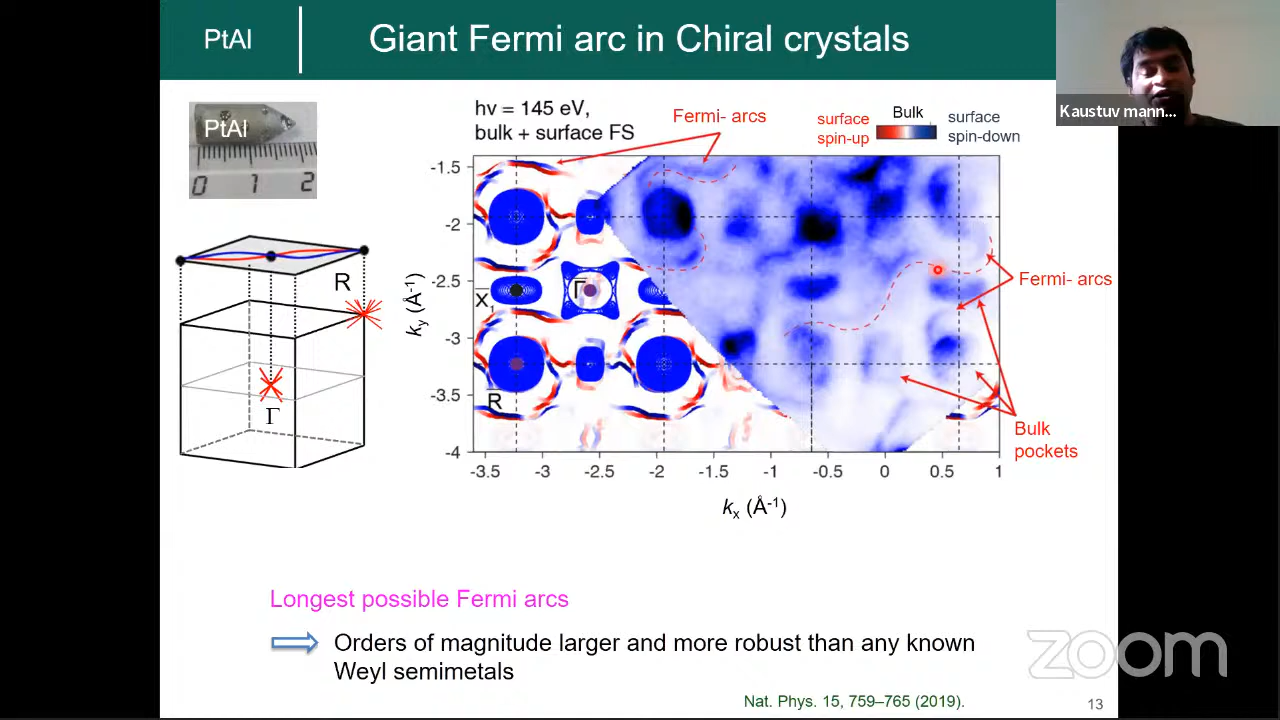 PtAl
Giant Fermi arc in Chiral crystals
Kaustuv mann...
PtAl
0 1 2
hν = 145 eV,
bulk + surface FS
Fermi- arcs
surface
spin-up
Bulk
surface
spin-down
-1.5
-2
-2.5
-3
-3.5
-4
k_y (Å⁻¹)
X̄
Γ̄
R̄
-3.5 -3 -2.5 -2 -1.5 -1 -0.5 0 0.5 1
k_x (Å⁻¹)
Fermi- arcs
Bulk
pockets
R
Γ
Longest possible Fermi arcs
Orders of magnitude larger and more robust than any known
Weyl semimetals
zoom
Nat. Phys. 15, 759–765 (2019).
13